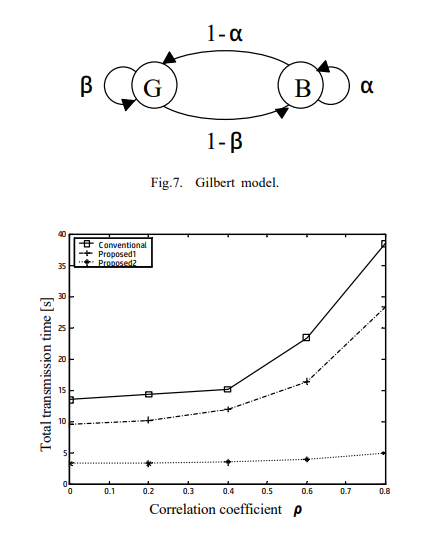 1-α
β G B α
1-β
Fig.7. Gilbert model.
40
35
30
25
20
15
10
5
0
Conventional
Proposed1
Proposed2
Total transmission time [s]
0 0.1 0.2 0.3 0.4 0.5 0.6 0.7 0.8
Correlation coefficient ρ